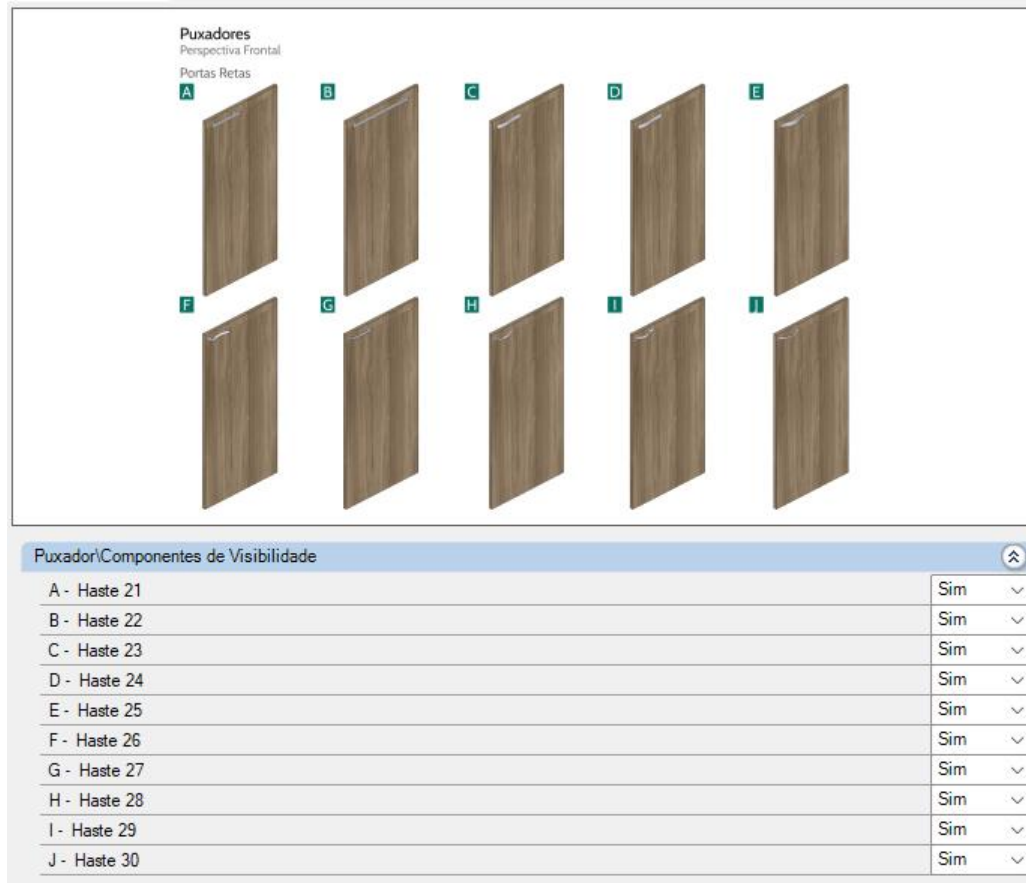 Puxadores
Perspectiva Frontal
Portas Retas
A B C D E
F G H I J
Puxador\Componentes de Visibilidade
A - Haste 21 Sim
B - Haste 22 Sim
C - Haste 23 Sim
D - Haste 24 Sim
E - Haste 25 Sim
F - Haste 26 Sim
G - Haste 27 Sim
H - Haste 28 Sim
I - Haste 29 Sim
J - Haste 30 Sim